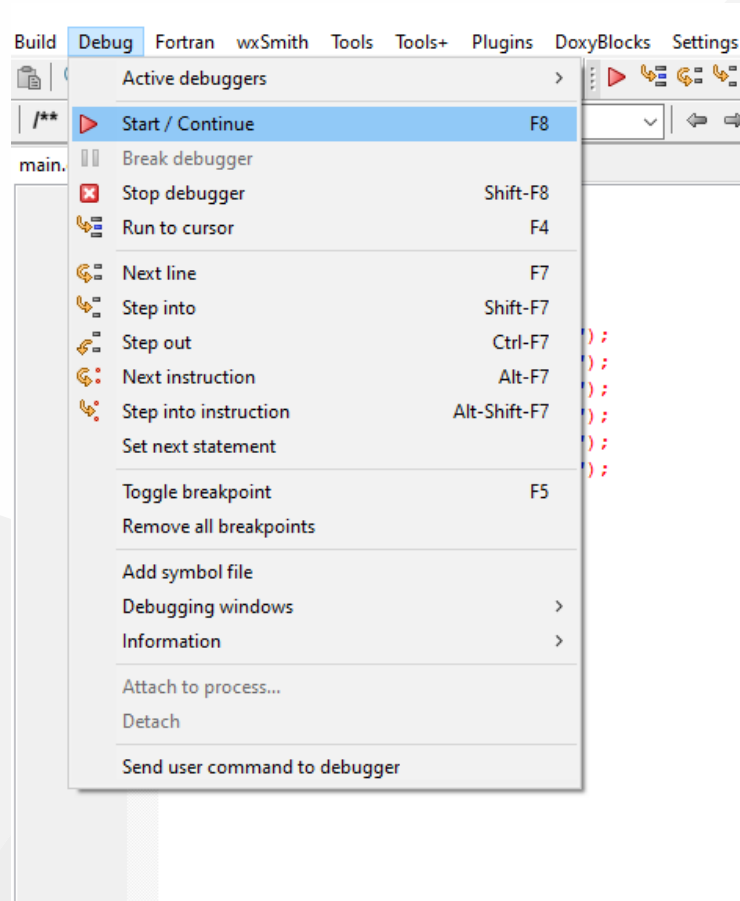 Build Debug Fortran wxSmith Tools Tools+ Plugins DoxyBlocks Settings
Active debuggers
/** Start / Continue F8
main. Break debugger
Stop debugger Shift-F8
Run to cursor F4
Next line F7
Step into Shift-F7
");
Step out Ctrl-F7
");
Next instruction Alt-F7
");
Step into instruction Alt-Shift-F7
");
Set next statement
");
");
Toggle breakpoint F5
Remove all breakpoints
Add symbol file
Debugging windows
Information
Attach to process...
Detach
Send user command to debugger